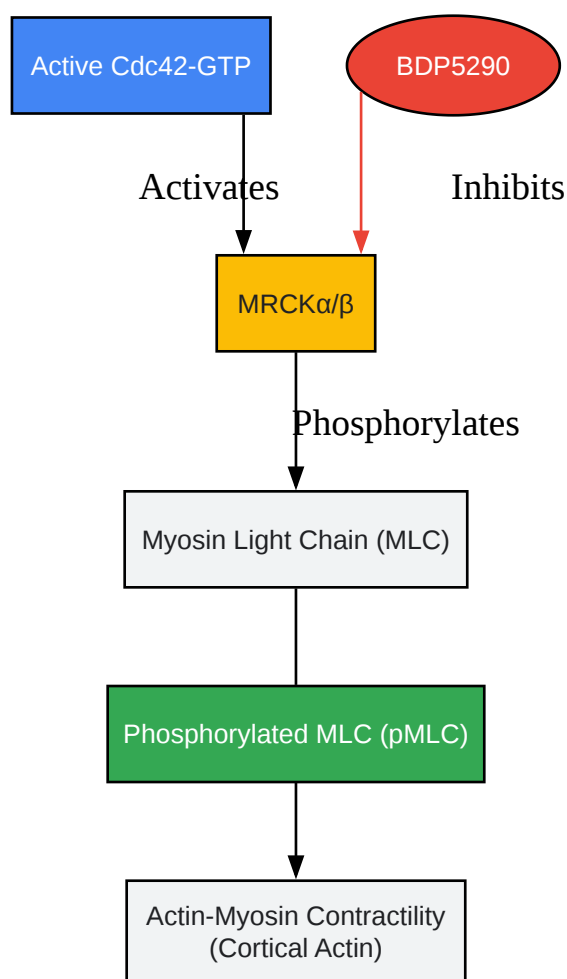 Active Cdc42-GTP
BDP5290
Activates
Inhibits
MRCKα/β
Phosphorylates
Myosin Light Chain (MLC)
Phosphorylated MLC (pMLC)
Actin-Myosin Contractility
(Cortical Actin)